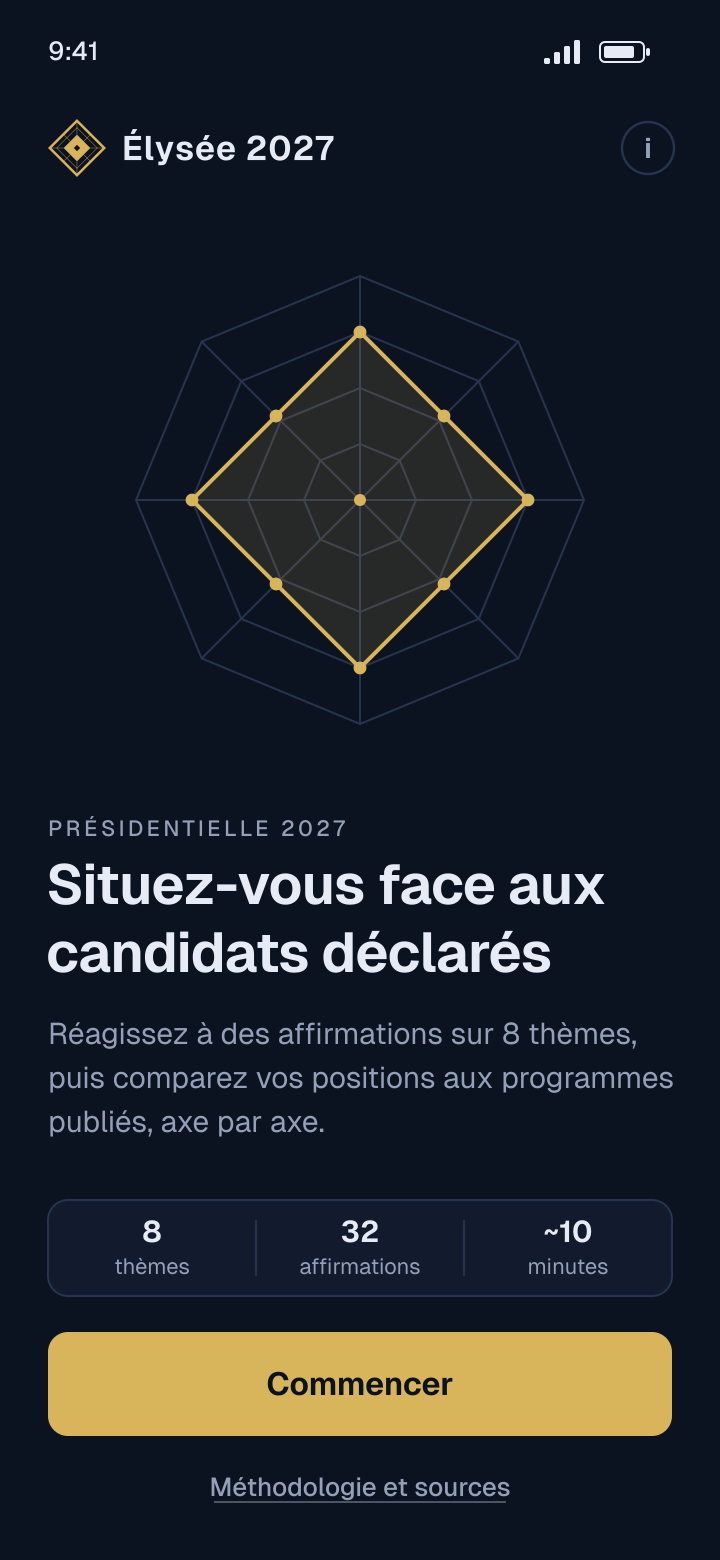 9:41
Élysée 2027
i
PRÉSIDENTIELLE 2027
Situez-vous face aux
candidats déclarés
Réagissez à des affirmations sur 8 thèmes,
puis comparez vos positions aux programmes
publiés, axe par axe.
8
thèmes
32
affirmations
~10
minutes
Commencer
Méthodologie et sources